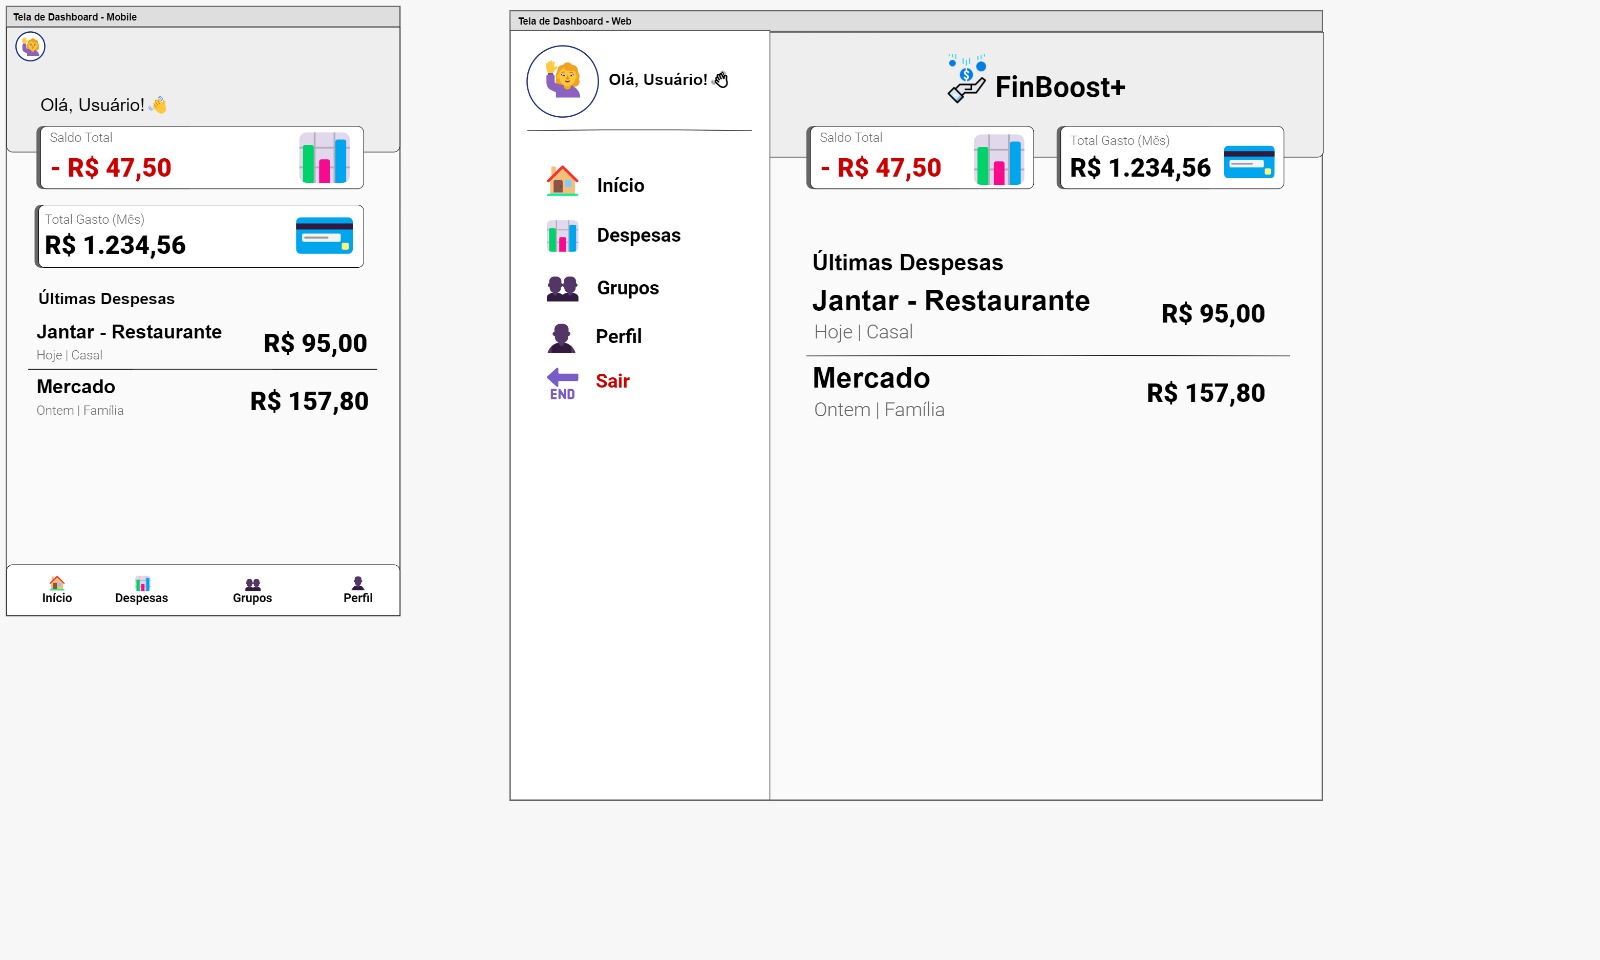 Tela de Dashboard - Mobile
Olá, Usuário!
Saldo Total
- R$ 47,50
Total Gasto (Mês)
R$ 1.234,56
Últimas Despesas
Jantar - Restaurante
R$ 95,00
Hoje | Casal
Mercado
R$ 157,80
Ontem | Família
Início
Despesas
Grupos
Perfil
Tela de Dashboard - Web
Olá, Usuário!
Início
Despesas
Grupos
Perfil
END
Sair
$
FinBoost+
Saldo Total
- R$ 47,50
Total Gasto (Mês)
R$ 1.234,56
Últimas Despesas
Jantar - Restaurante
R$ 95,00
Hoje | Casal
Mercado
R$ 157,80
Ontem | Família